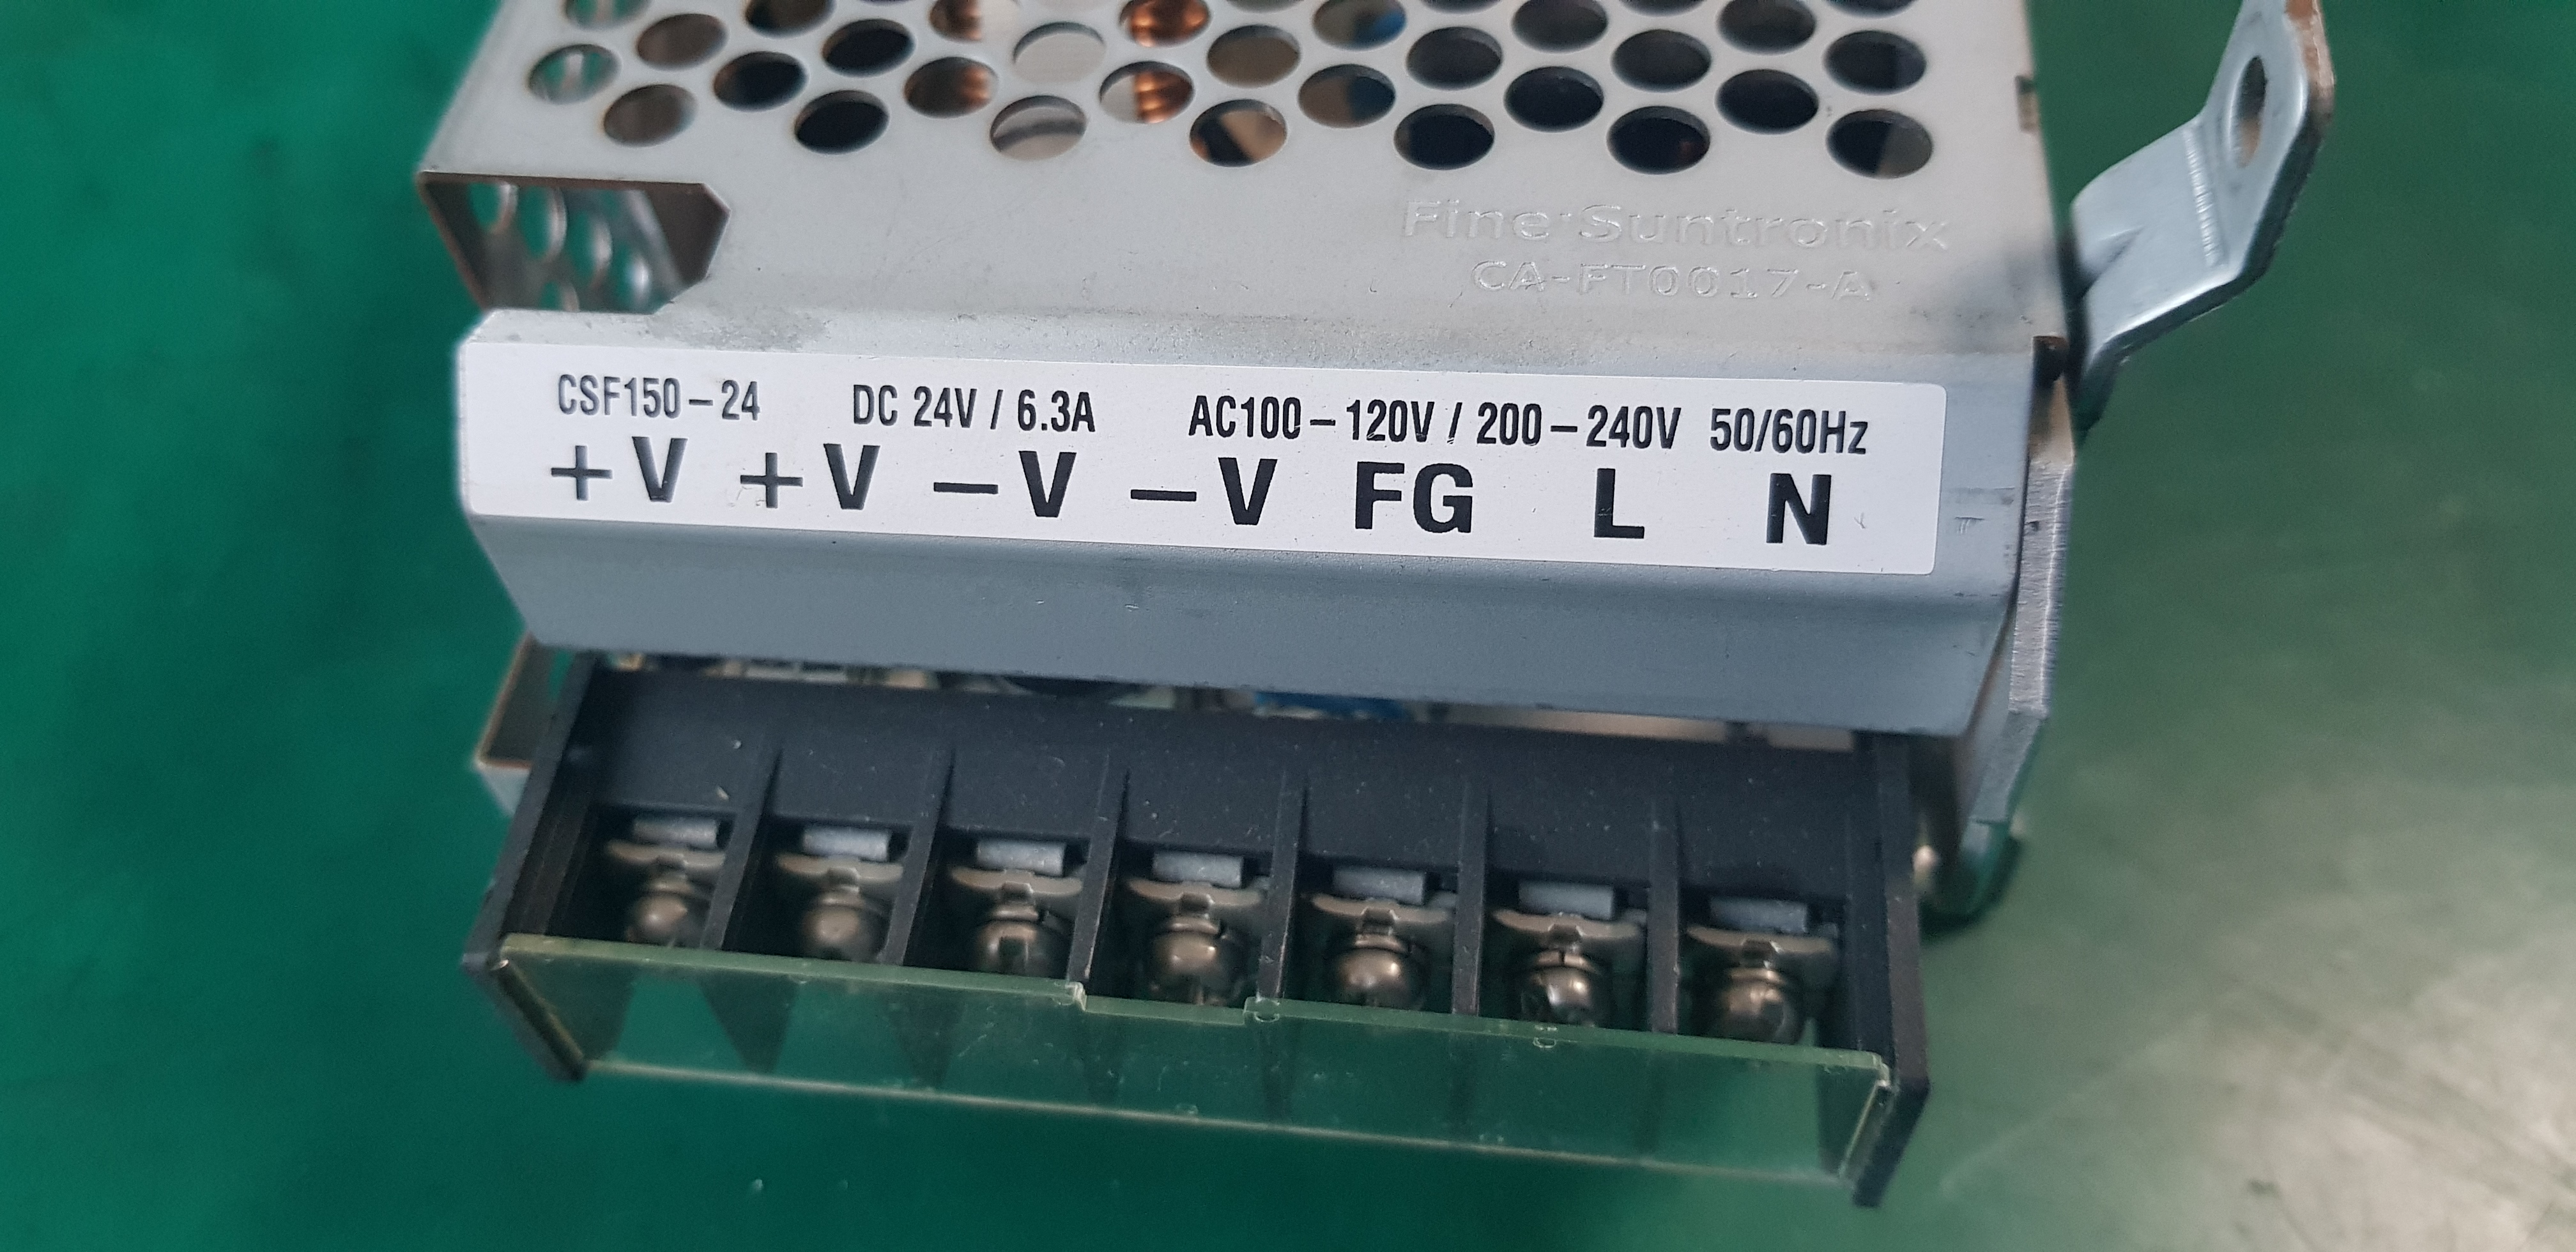 Fine Suntronix
CA-FT0017-A
CSF150-24 DC 24V / 6.3A AC100-120V / 200-240V 50/60Hz
+V +V -V -V FG L N